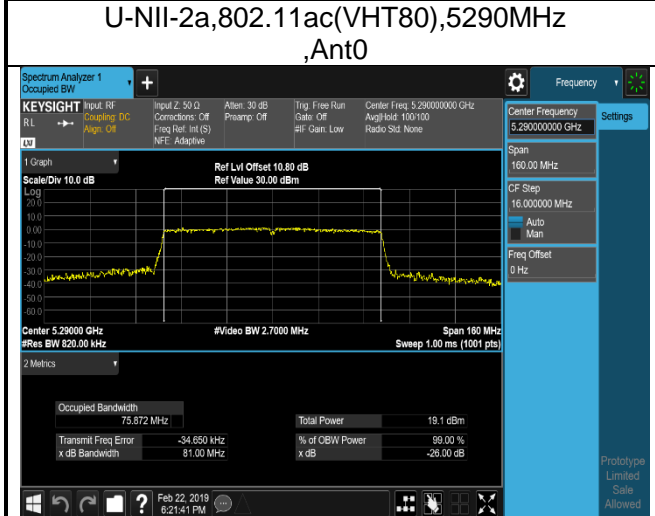 U-NII-2a,802.11ac(VHT80),5290MHz
,Ant0
Spectrum Analyzer 1
Occupied BW
+
Frequency
KEYSIGHT
RL
LXI
Input: RF
Coupling: DC
Align: Off
Input Z: 50 Ω
Corrections: Off
Freq Ref: Int (S)
NFE: Adaptive
Atten: 30 dB
Preamp: Off
Trig: Free Run
Gate: Off
#IF Gain: Low
Center Freq: 5.290000000 GHz
Avg|Hold: 100/100
Radio Std: None
Center Frequency
5.290000000 GHz
Settings
Span
160.00 MHz
CF Step
16.000000 MHz
Auto
Man
Freq Offset
0 Hz
1 Graph
Scale/Div 10.0 dB
Ref Lvl Offset 10.80 dB
Ref Value 30.00 dBm
Log
20.0
10.0
0.00
-10.0
-20.0
-30.0
-40.0
-50.0
-60.0
Center 5.29000 GHz
#Video BW 2.7000 MHz
Span 160 MHz
#Res BW 820.00 kHz
Sweep 1.00 ms (1001 pts)
2 Metrics
Occupied Bandwidth
75.872 MHz
Total Power 19.1 dBm
Transmit Freq Error -34.650 kHz
% of OBW Power 99.00 %
x dB Bandwidth 81.00 MHz
x dB -26.00 dB
Prototype
Limited
Sale
Allowed
?
Feb 22, 2019
6:21:41 PM